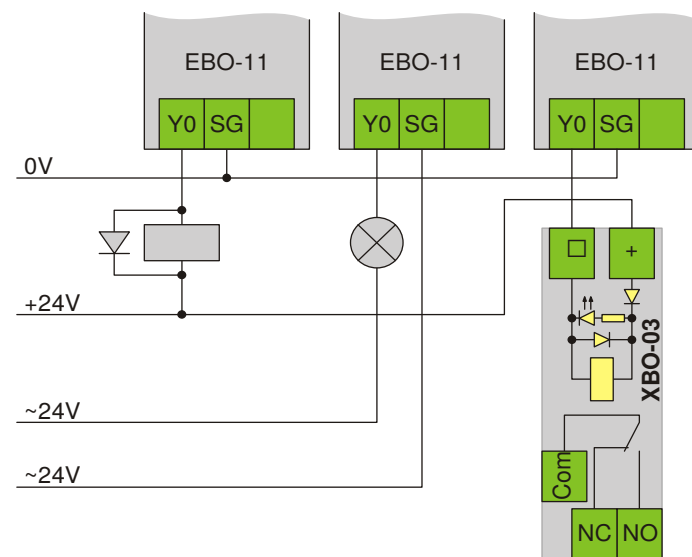 EBO-11 EBO-11 EBO-11
Y0 SG Y0 SG Y0 SG
0V
+
+24V
XBO-03
~24V
Com
~24V
NC NO